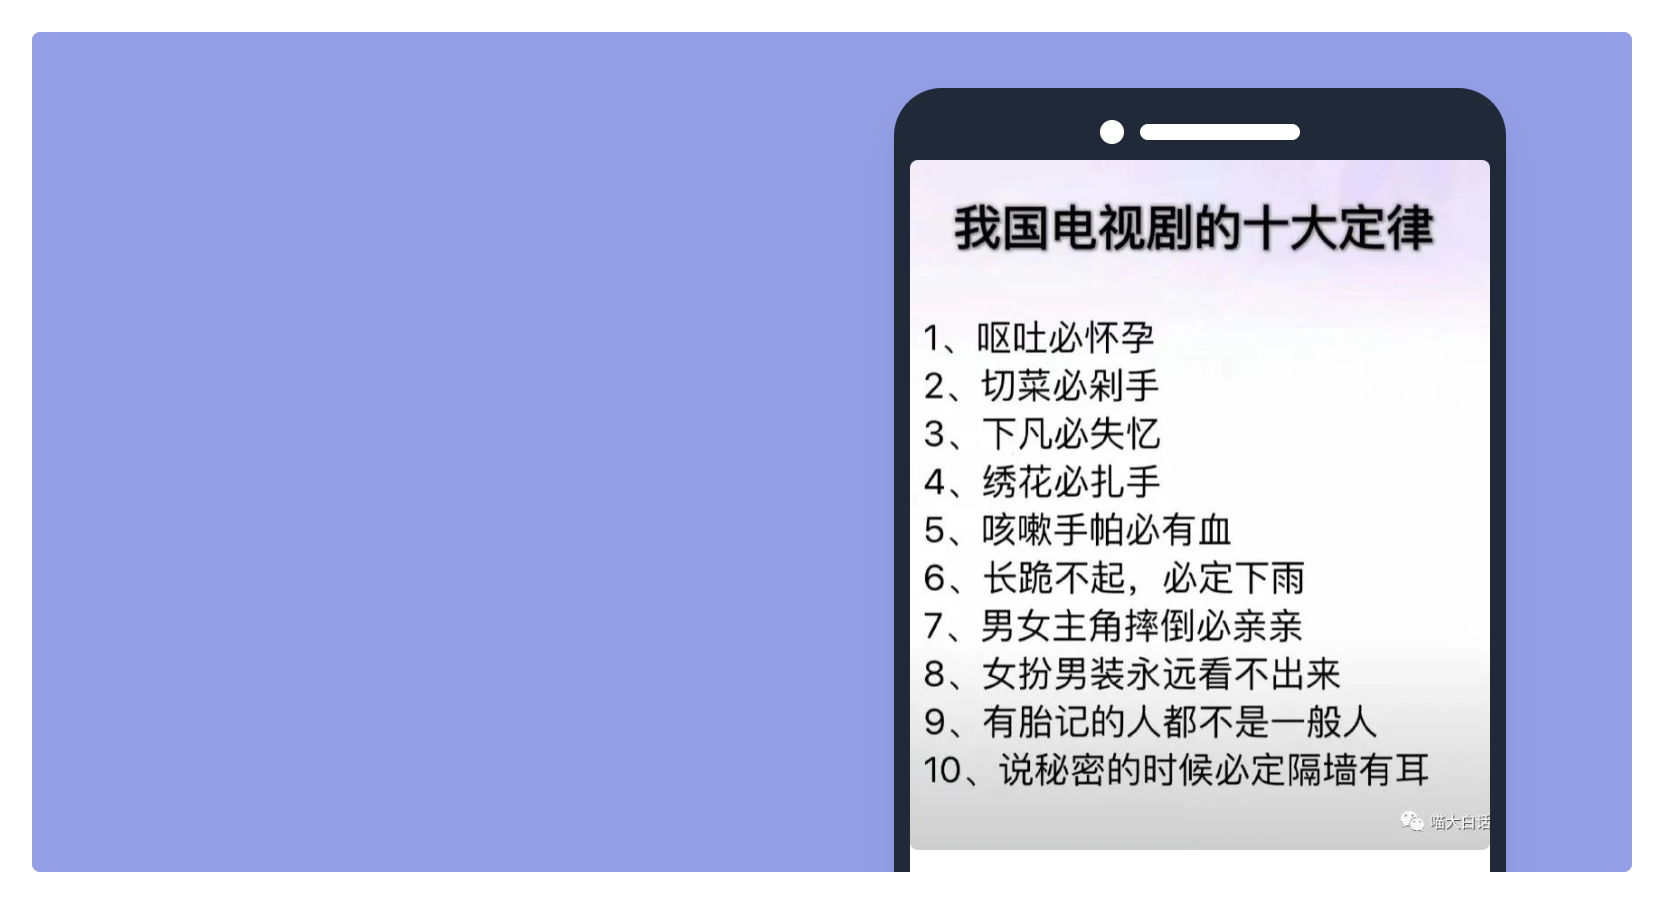 我国电视剧的十大定律
1、呕吐必怀孕
2、切菜必剁手
3、下凡必失忆
4、绣花必扎手
5、咳嗽手帕必有血
6、长跪不起，必定下雨
7、男女主角摔倒必亲亲
8、女扮男装永远看不出来
9、有胎记的人都不是一般人
10、说秘密的时候必定隔墙有耳
喵大白话